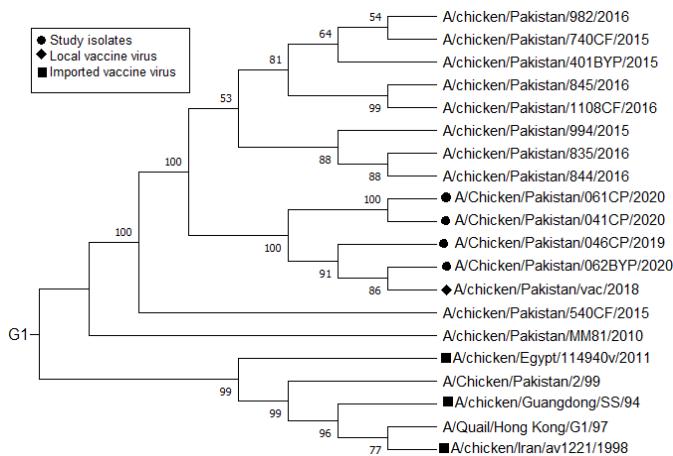 Study isolates
Local vaccine virus
Imported vaccine virus
54
A/chicken/Pakistan/982/2016
64
A/chicken/Pakistan/740CF/2015
81
A/chicken/Pakistan/401BYP/2015
53
A/chicken/Pakistan/845/2016
99
A/chicken/Pakistan/1108CF/2016
A/chicken/Pakistan/994/2015
100
88
A/chicken/Pakistan/835/2016
88
A/chicken/Pakistan/844/2016
100
A/Chicken/Pakistan/061CP/2020
100
A/Chicken/Pakistan/041CP/2020
100
A/Chicken/Pakistan/046CP/2019
91
A/Chicken/Pakistan/062BYP/2020
86
A/chicken/Pakistan/vac/2018
A/chicken/Pakistan/540CF/2015
G1
A/chicken/Pakistan/MM81/2010
A/chicken/Egypt/114940v/2011
99
A/Chicken/Pakistan/2/99
99
A/chicken/Guangdong/SS/94
96
A/Quail/Hong Kong/G1/97
77
A/chicken/Iran/av1221/1998